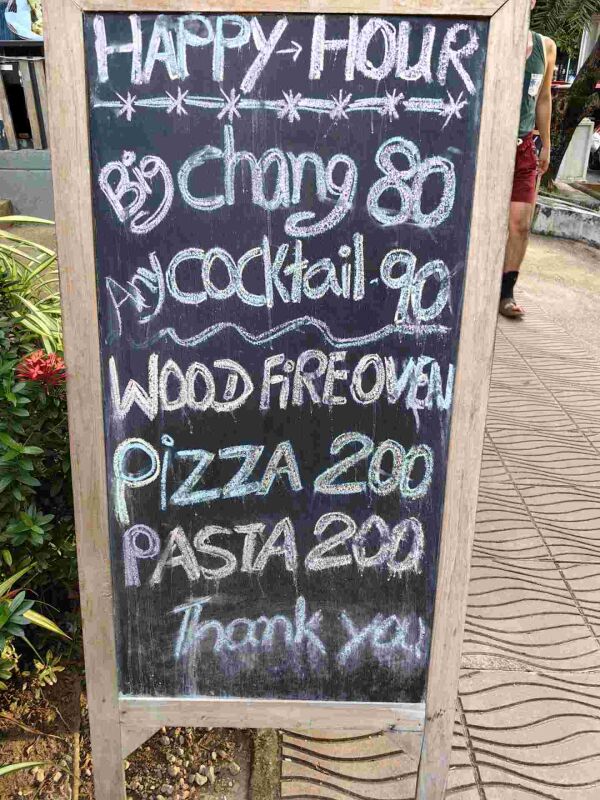 HAPPY→HOUR
Big Chang 80
Any COCKtail-90
WOOD FiRE OVEN
PiZZA 200
PASTA 200
Thank you